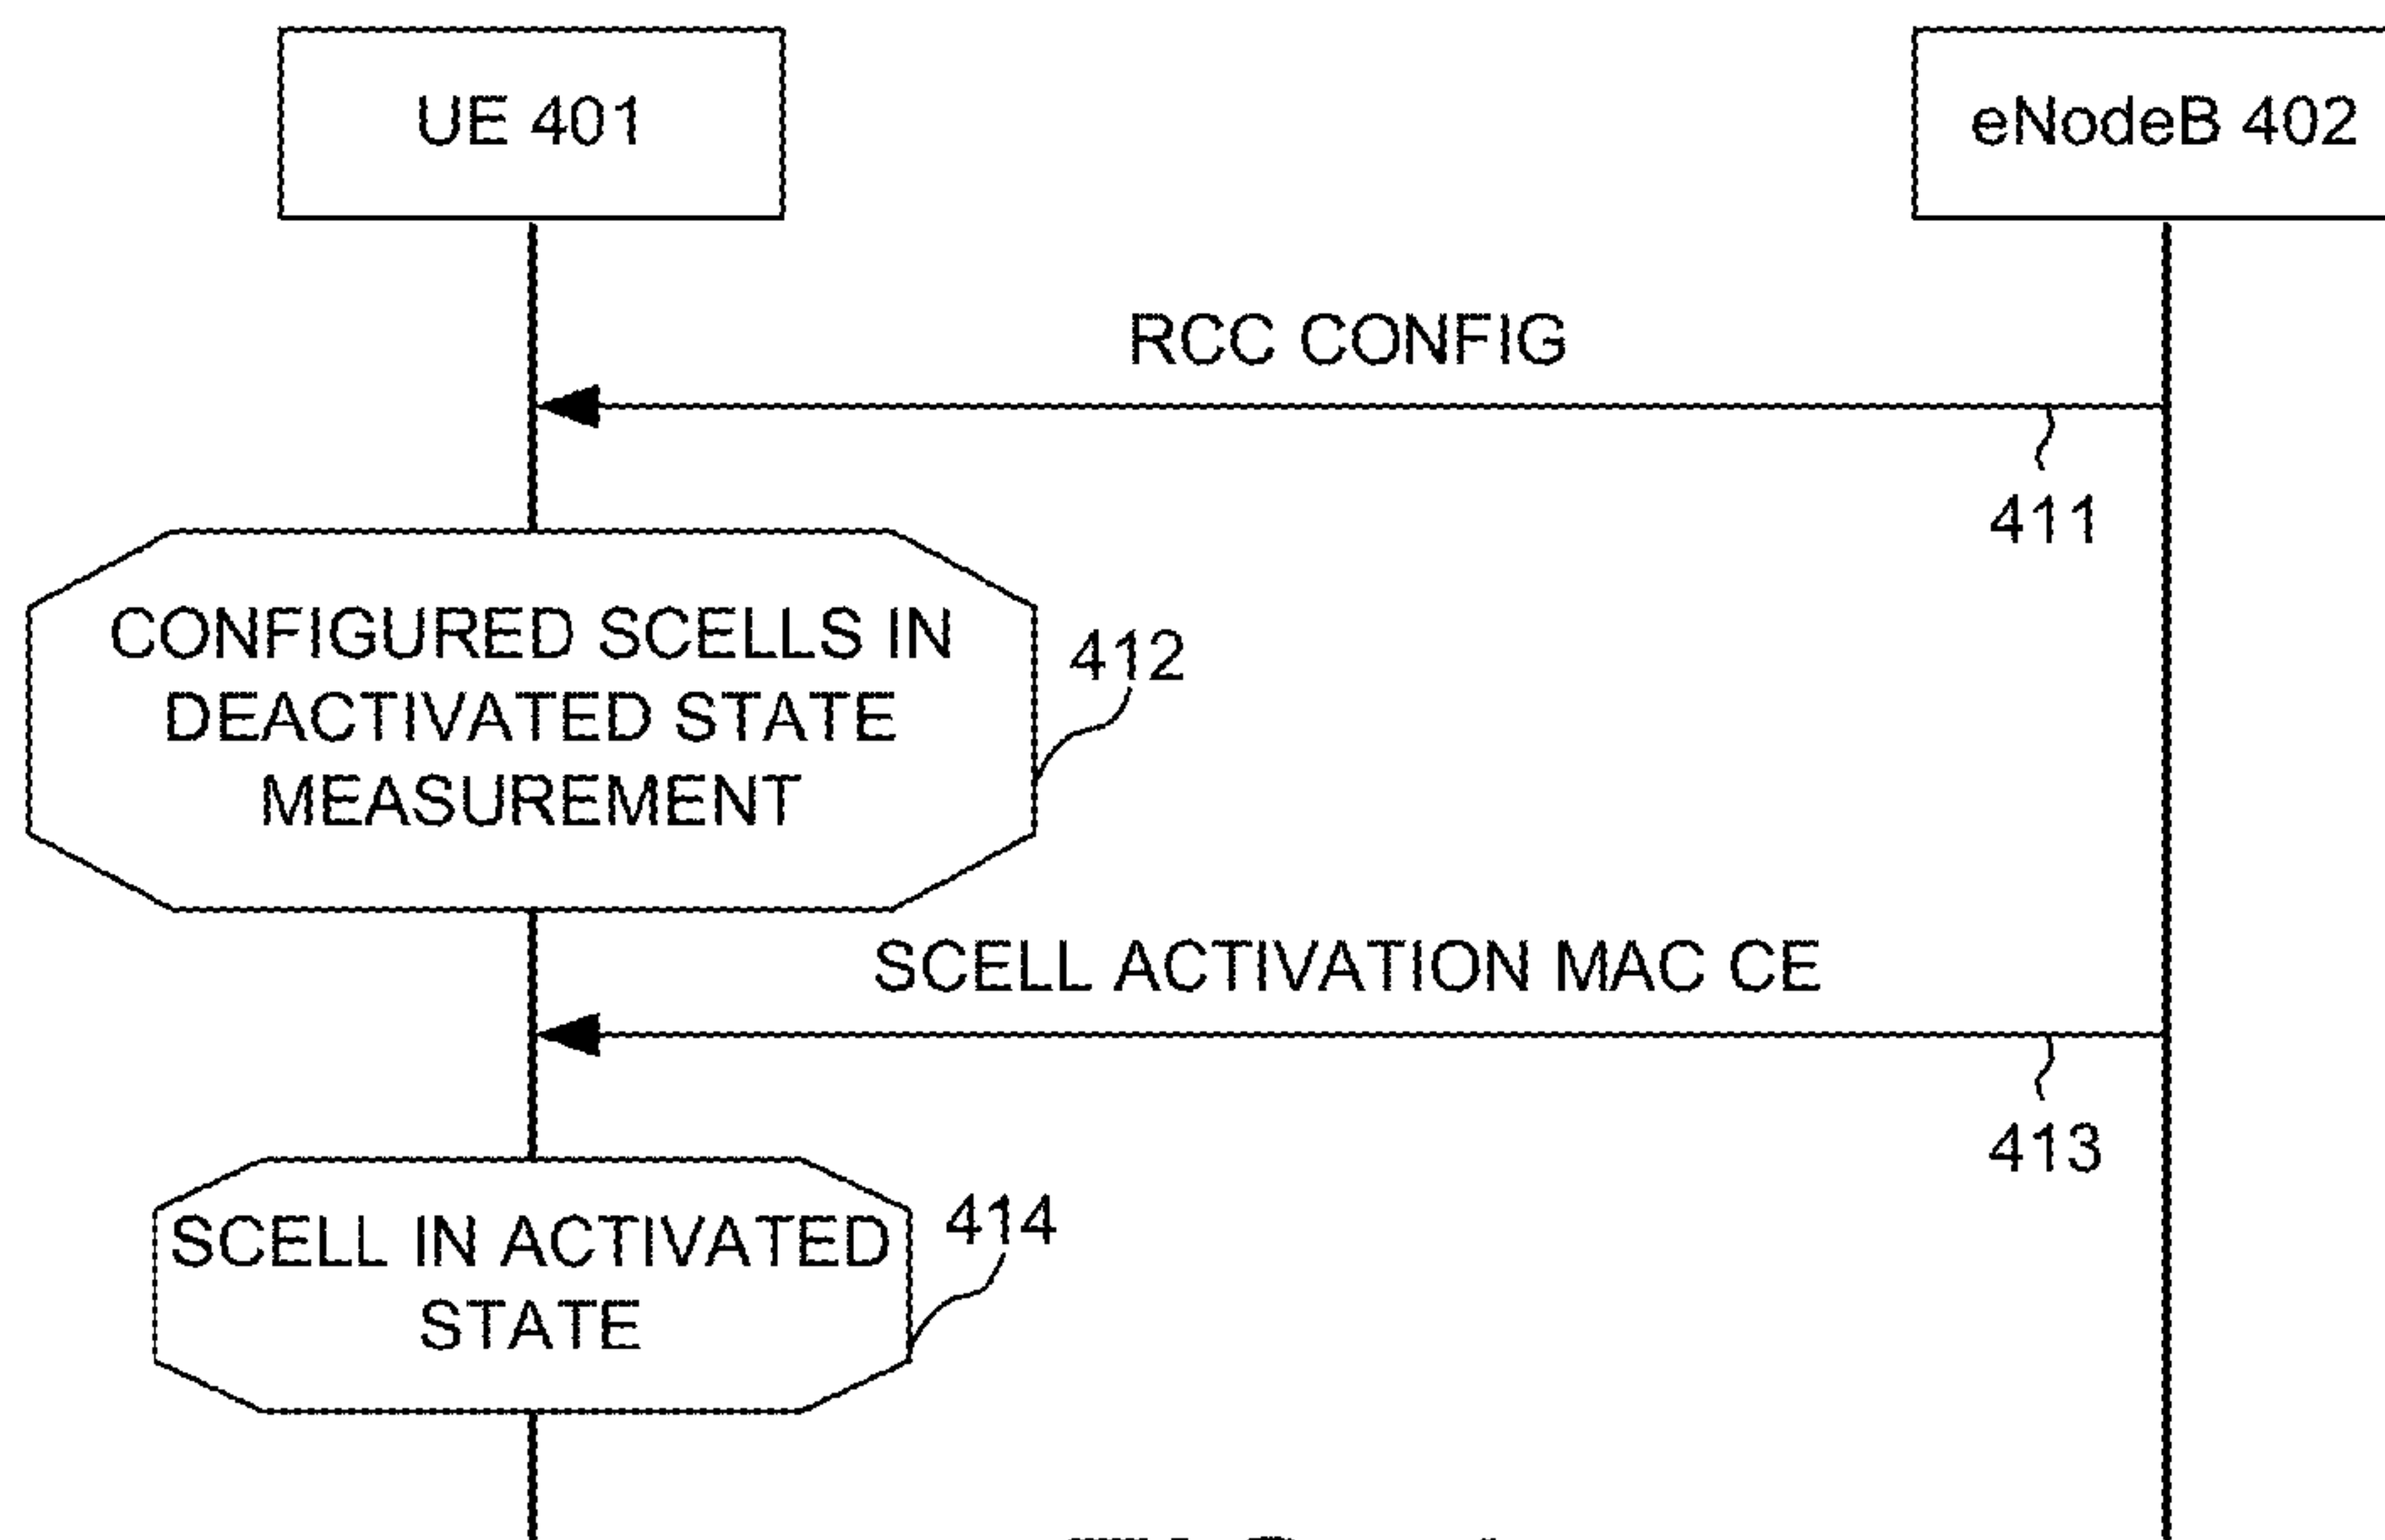 UE 401
eNodeB 402
RCC CONFIG
411
CONFIGURED SCELLS IN
DEACTIVATED STATE
MEASUREMENT
412
SCELL ACTIVATION MAC CE
413
SCELL IN ACTIVATED
STATE
414